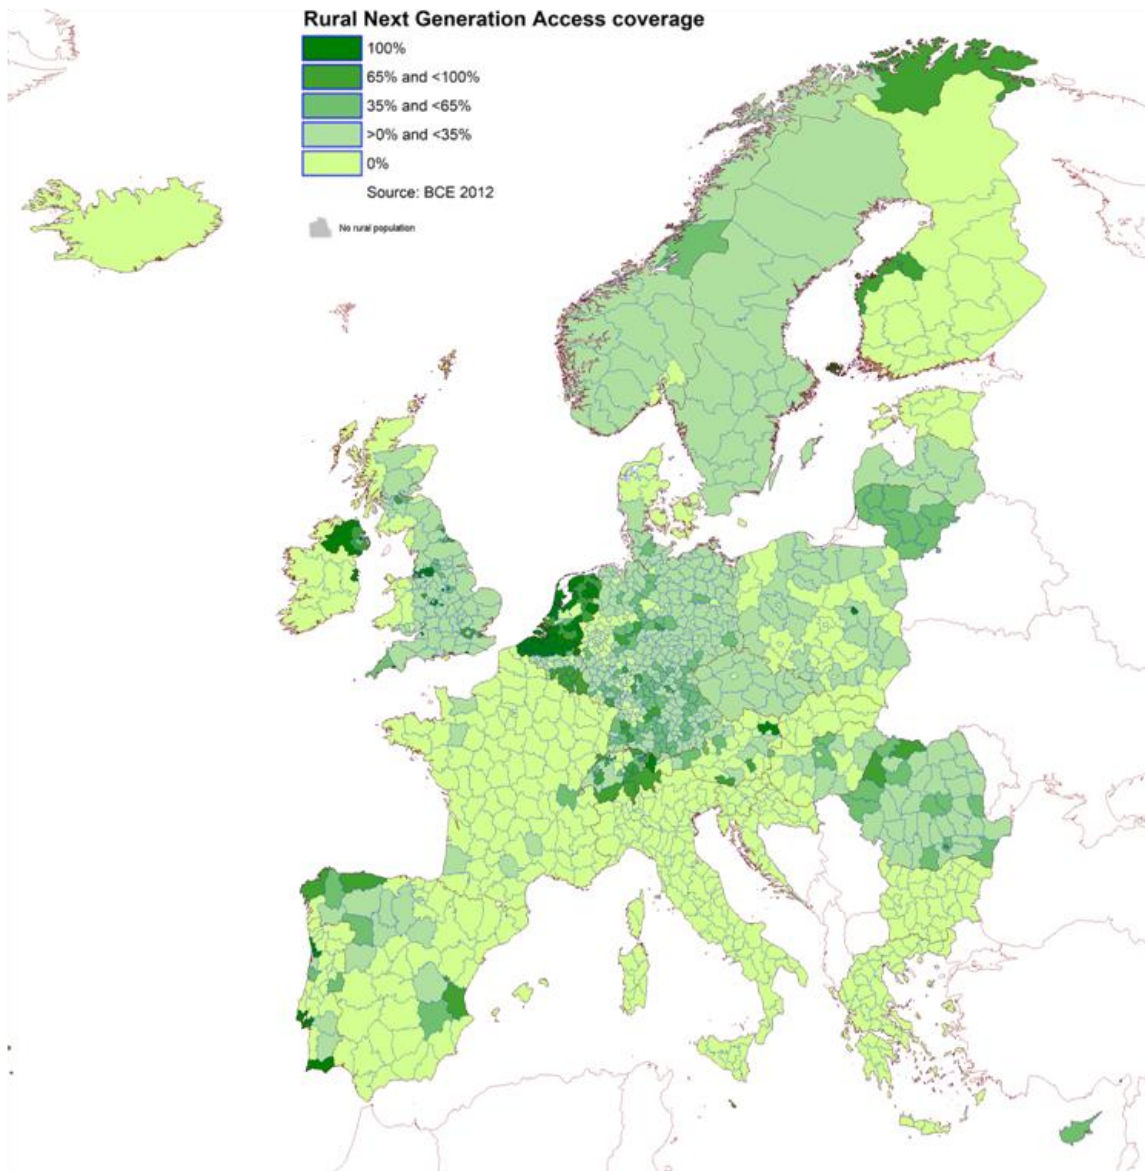 Rural Next Generation Access coverage
100%
65% and <100%
35% and <65%
>0% and <35%
0%
Source: BCE 2012
No rural population